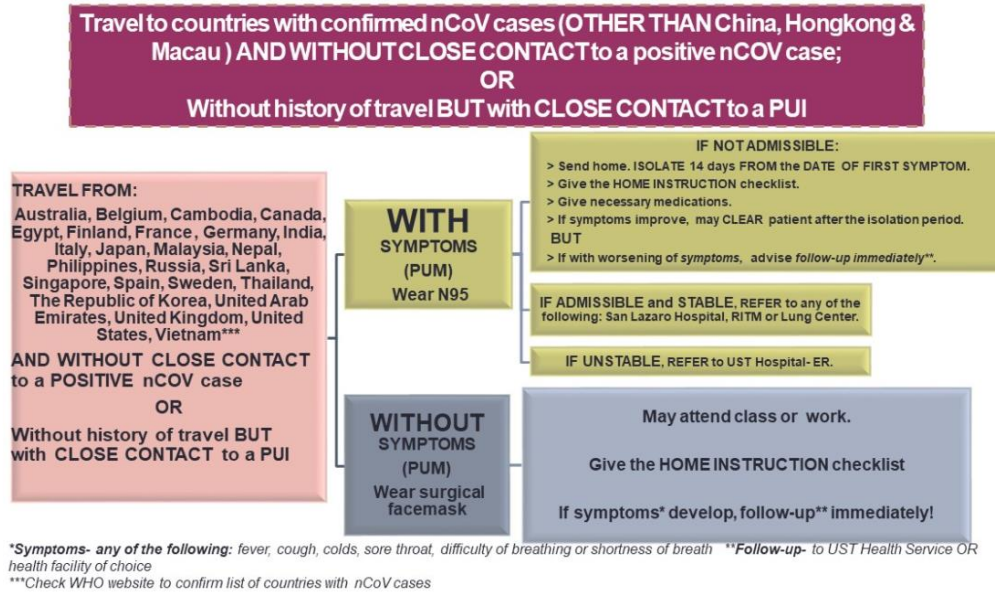 Travel to countries with confirmed nCoV cases (OTHER THAN China, Hongkong &
Macau ) AND WITHOUT CLOSE CONTACT to a positive nCOV case;
OR
Without history of travel BUT with CLOSE CONTACT to a PUI
TRAVEL FROM:
Australia, Belgium, Cambodia, Canada,
Egypt, Finland, France , Germany, India,
Italy, Japan, Malaysia, Nepal,
Philippines, Russia, Sri Lanka,
Singapore, Spain, Sweden, Thailand,
The Republic of Korea, United Arab
Emirates, United Kingdom, United
States, Vietnam***
AND WITHOUT CLOSE CONTACT
to a POSITIVE nCOV case
OR
Without history of travel BUT
with CLOSE CONTACT to a PUI
WITH
SYMPTOMS
(PUM)
Wear N95
IF NOT ADMISSIBLE:
> Send home. ISOLATE 14 days FROM the DATE OF FIRST SYMPTOM.
> Give the HOME INSTRUCTION checklist.
> Give necessary medications.
> If symptoms improve, may CLEAR patient after the isolation period.
BUT
> If with worsening of symptoms, advise follow-up immediately**.
IF ADMISSIBLE and STABLE, REFER to any of the
following: San Lazaro Hospital, RITM or Lung Center.
IF UNSTABLE, REFER to UST Hospital- ER.
WITHOUT
SYMPTOMS
(PUM)
Wear surgical
facemask
May attend class or work.
Give the HOME INSTRUCTION checklist
If symptoms* develop, follow-up** immediately!
*Symptoms- any of the following: fever, cough, colds, sore throat, difficulty of breathing or shortness of breath **Follow-up- to UST Health Service OR
health facility of choice
***Check WHO website to confirm list of countries with nCoV cases